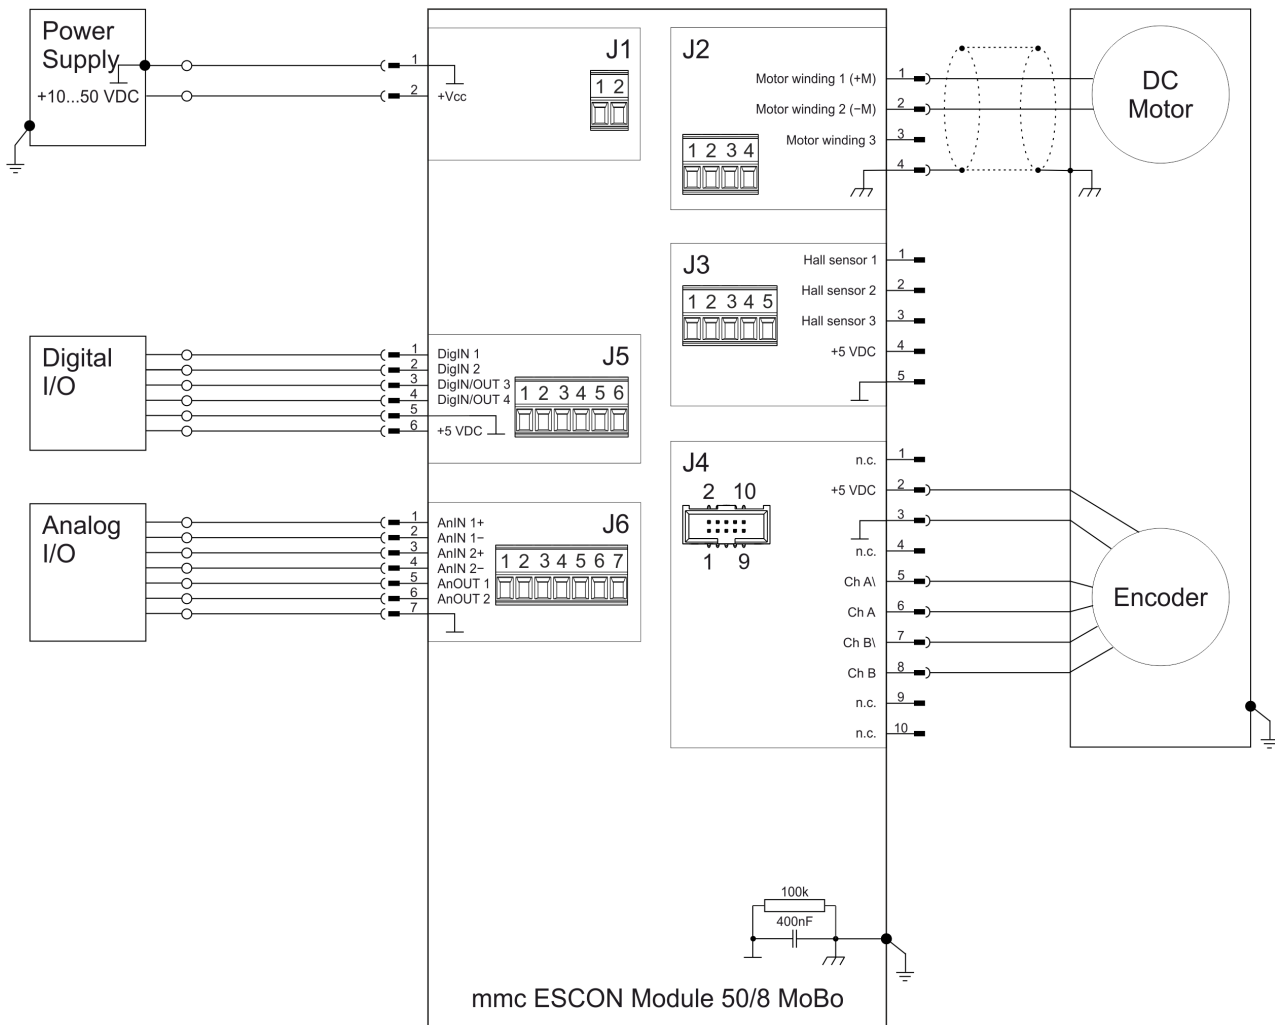 Power
Supply
+10...50 VDC
1
2
+Vcc
J1
1 2
J2
Motor winding 1 (+M)
1
Motor winding 2 (−M)
2
Motor winding 3
3
4
1 2 3 4
DC
Motor
J3
Hall sensor 1
1
Hall sensor 2
2
Hall sensor 3
3
+5 VDC
4
5
1 2 3 4 5
Digital
I/O
1
DigIN 1
2
DigIN 2
3
DigIN/OUT 3
4
DigIN/OUT 4
5
6
+5 VDC
J5
1 2 3 4 5 6
J4
2 10
1 9
n.c.
1
+5 VDC
2
3
n.c.
4
Ch A\
5
Ch A
6
Ch B\
7
Ch B
8
n.c.
9
n.c.
10
Encoder
Analog
I/O
1
AnIN 1+
2
AnIN 1−
3
AnIN 2+
4
AnIN 2−
5
AnOUT 1
6
AnOUT 2
7
J6
1 2 3 4 5 6 7
100k
400nF
mmc ESCON Module 50/8 MoBo